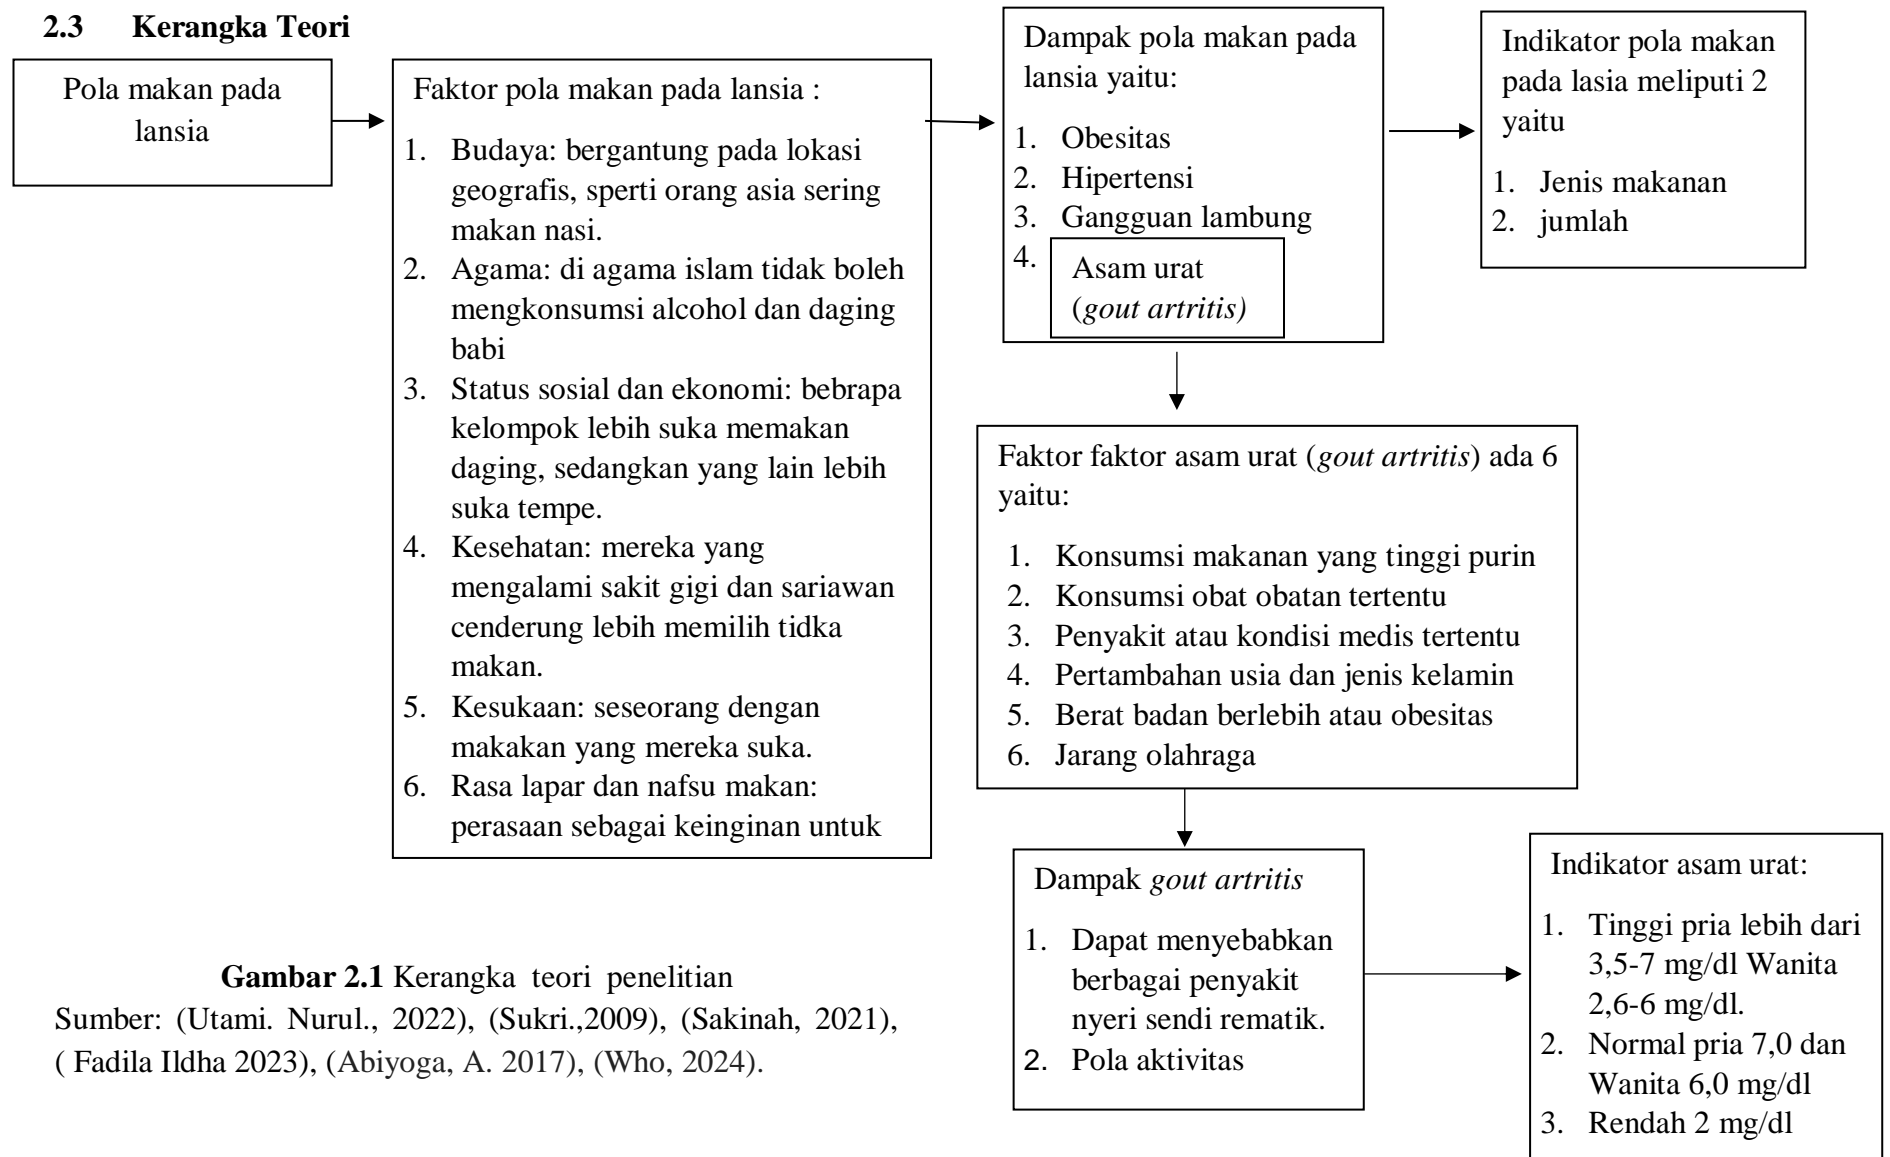 2.3 Kerangka Teori
Pola makan pada
lansia
Faktor pola makan pada lansia :
1. Budaya: bergantung pada lokasi
geografis, sperti orang asia sering
makan nasi.
2. Agama: di agama islam tidak boleh
mengkonsumsi alcohol dan daging
babi
3. Status sosial dan ekonomi: bebrapa
kelompok lebih suka memakan
daging, sedangkan yang lain lebih
suka tempe.
4. Kesehatan: mereka yang
mengalami sakit gigi dan sariawan
cenderung lebih memilih tidka
makan.
5. Kesukaan: seseorang dengan
makakan yang mereka suka.
6. Rasa lapar dan nafsu makan:
perasaan sebagai keinginan untuk
Dampak pola makan pada
lansia yaitu:
1. Obesitas
2. Hipertensi
3. Gangguan lambung
4. Asam urat
(gout artritis)
Indikator pola makan
pada lasia meliputi 2
yaitu
1. Jenis makanan
2. jumlah
Faktor faktor asam urat (gout artritis) ada 6
yaitu:
1. Konsumsi makanan yang tinggi purin
2. Konsumsi obat obatan tertentu
3. Penyakit atau kondisi medis tertentu
4. Pertambahan usia dan jenis kelamin
5. Berat badan berlebih atau obesitas
6. Jarang olahraga
Dampak gout artritis
1. Dapat menyebabkan
berbagai penyakit
nyeri sendi rematik.
2. Pola aktivitas
Indikator asam urat:
1. Tinggi pria lebih dari
3,5-7 mg/dl Wanita
2,6-6 mg/dl.
2. Normal pria 7,0 dan
Wanita 6,0 mg/dl
3. Rendah 2 mg/dl
Gambar 2.1 Kerangka teori penelitian
Sumber: (Utami. Nurul., 2022), (Sukri.,2009), (Sakinah, 2021),
( Fadila Ildha 2023), (Abiyoga, A. 2017), (Who, 2024).